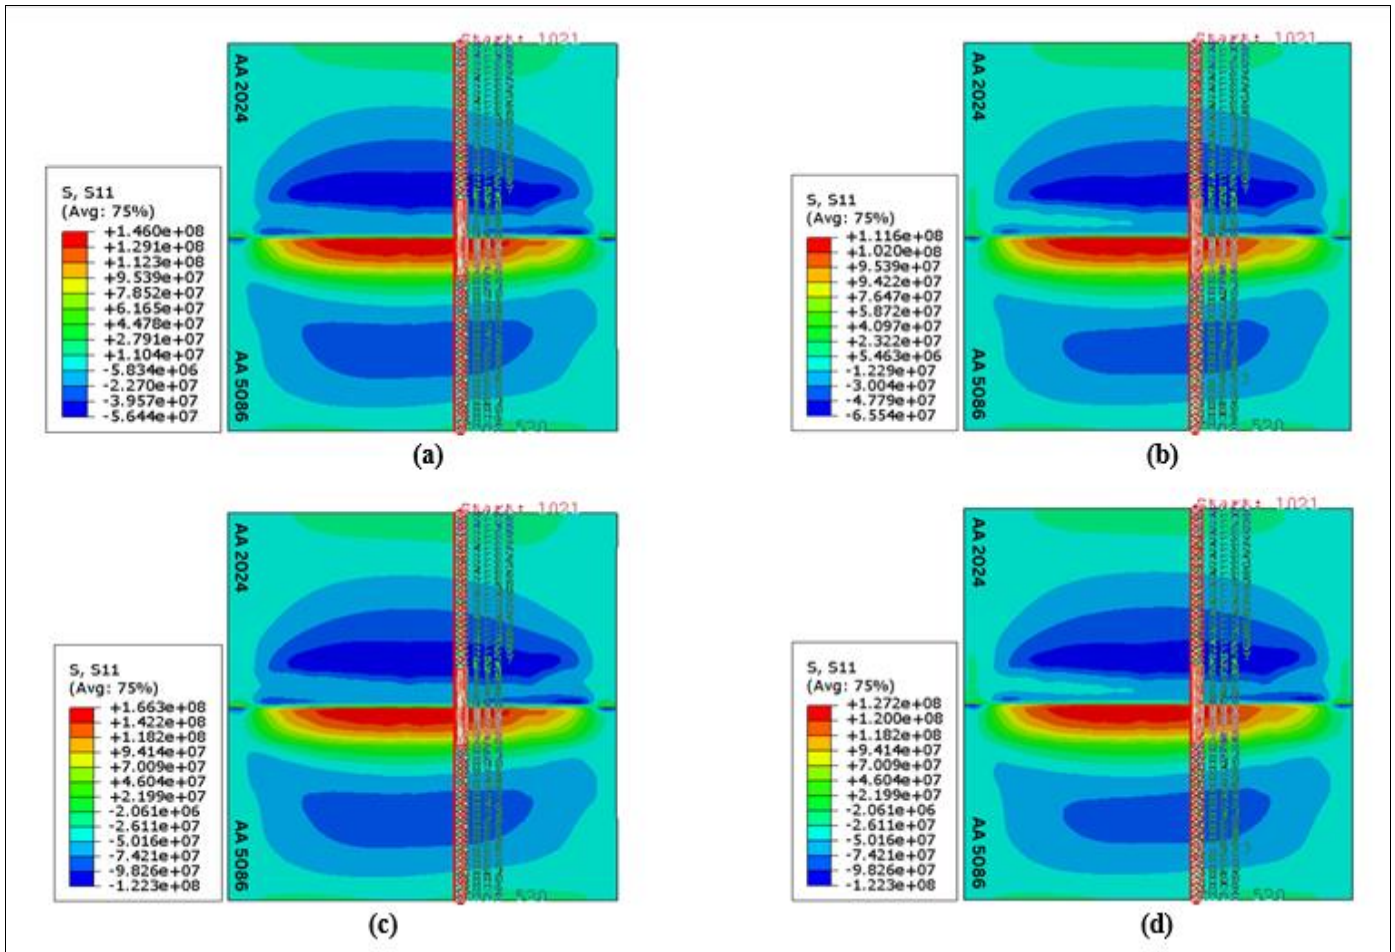 Start: 1021
AA 2024
S, S11
(Avg: 75%)
+1.460e+08
+1.291e+08
+1.123e+08
+9.539e+07
+7.852e+07
+6.165e+07
+4.478e+07
+2.791e+07
+1.104e+07
-5.834e+06
-2.270e+07
-3.957e+07
-5.644e+07
AA 5086
(a)
Start: 1021
AA 2024
S, S11
(Avg: 75%)
+1.116e+08
+1.020e+08
+9.539e+07
+9.422e+07
+7.647e+07
+5.872e+07
+4.097e+07
+2.322e+07
+5.463e+06
-1.229e+07
-3.004e+07
-4.779e+07
-6.554e+07
AA 5086
(b)
Start: 1021
AA 2024
S, S11
(Avg: 75%)
+1.663e+08
+1.422e+08
+1.182e+08
+9.414e+07
+7.009e+07
+4.604e+07
+2.199e+07
-2.061e+06
-2.611e+07
-5.016e+07
-7.421e+07
-9.826e+07
-1.223e+08
AA 5086
(c)
Start: 1021
AA 2024
S, S11
(Avg: 75%)
+1.272e+08
+1.200e+08
+1.182e+08
+9.414e+07
+7.009e+07
+4.604e+07
+2.199e+07
-2.061e+06
-2.611e+07
-5.016e+07
-7.421e+07
-9.826e+07
-1.223e+08
AA 5086
(d)